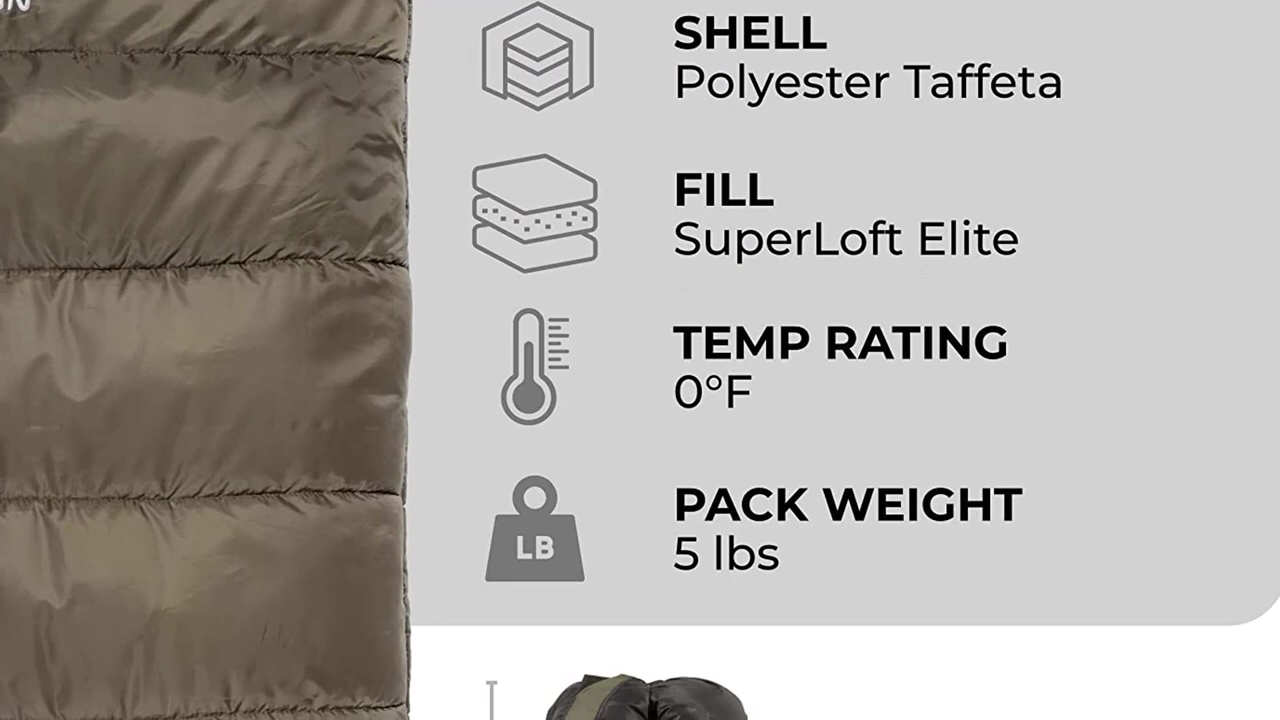 SHELL
Polyester Taffeta
FILL
SuperLoft Elite
TEMP RATING
0°F
LB
PACK WEIGHT
5 lbs